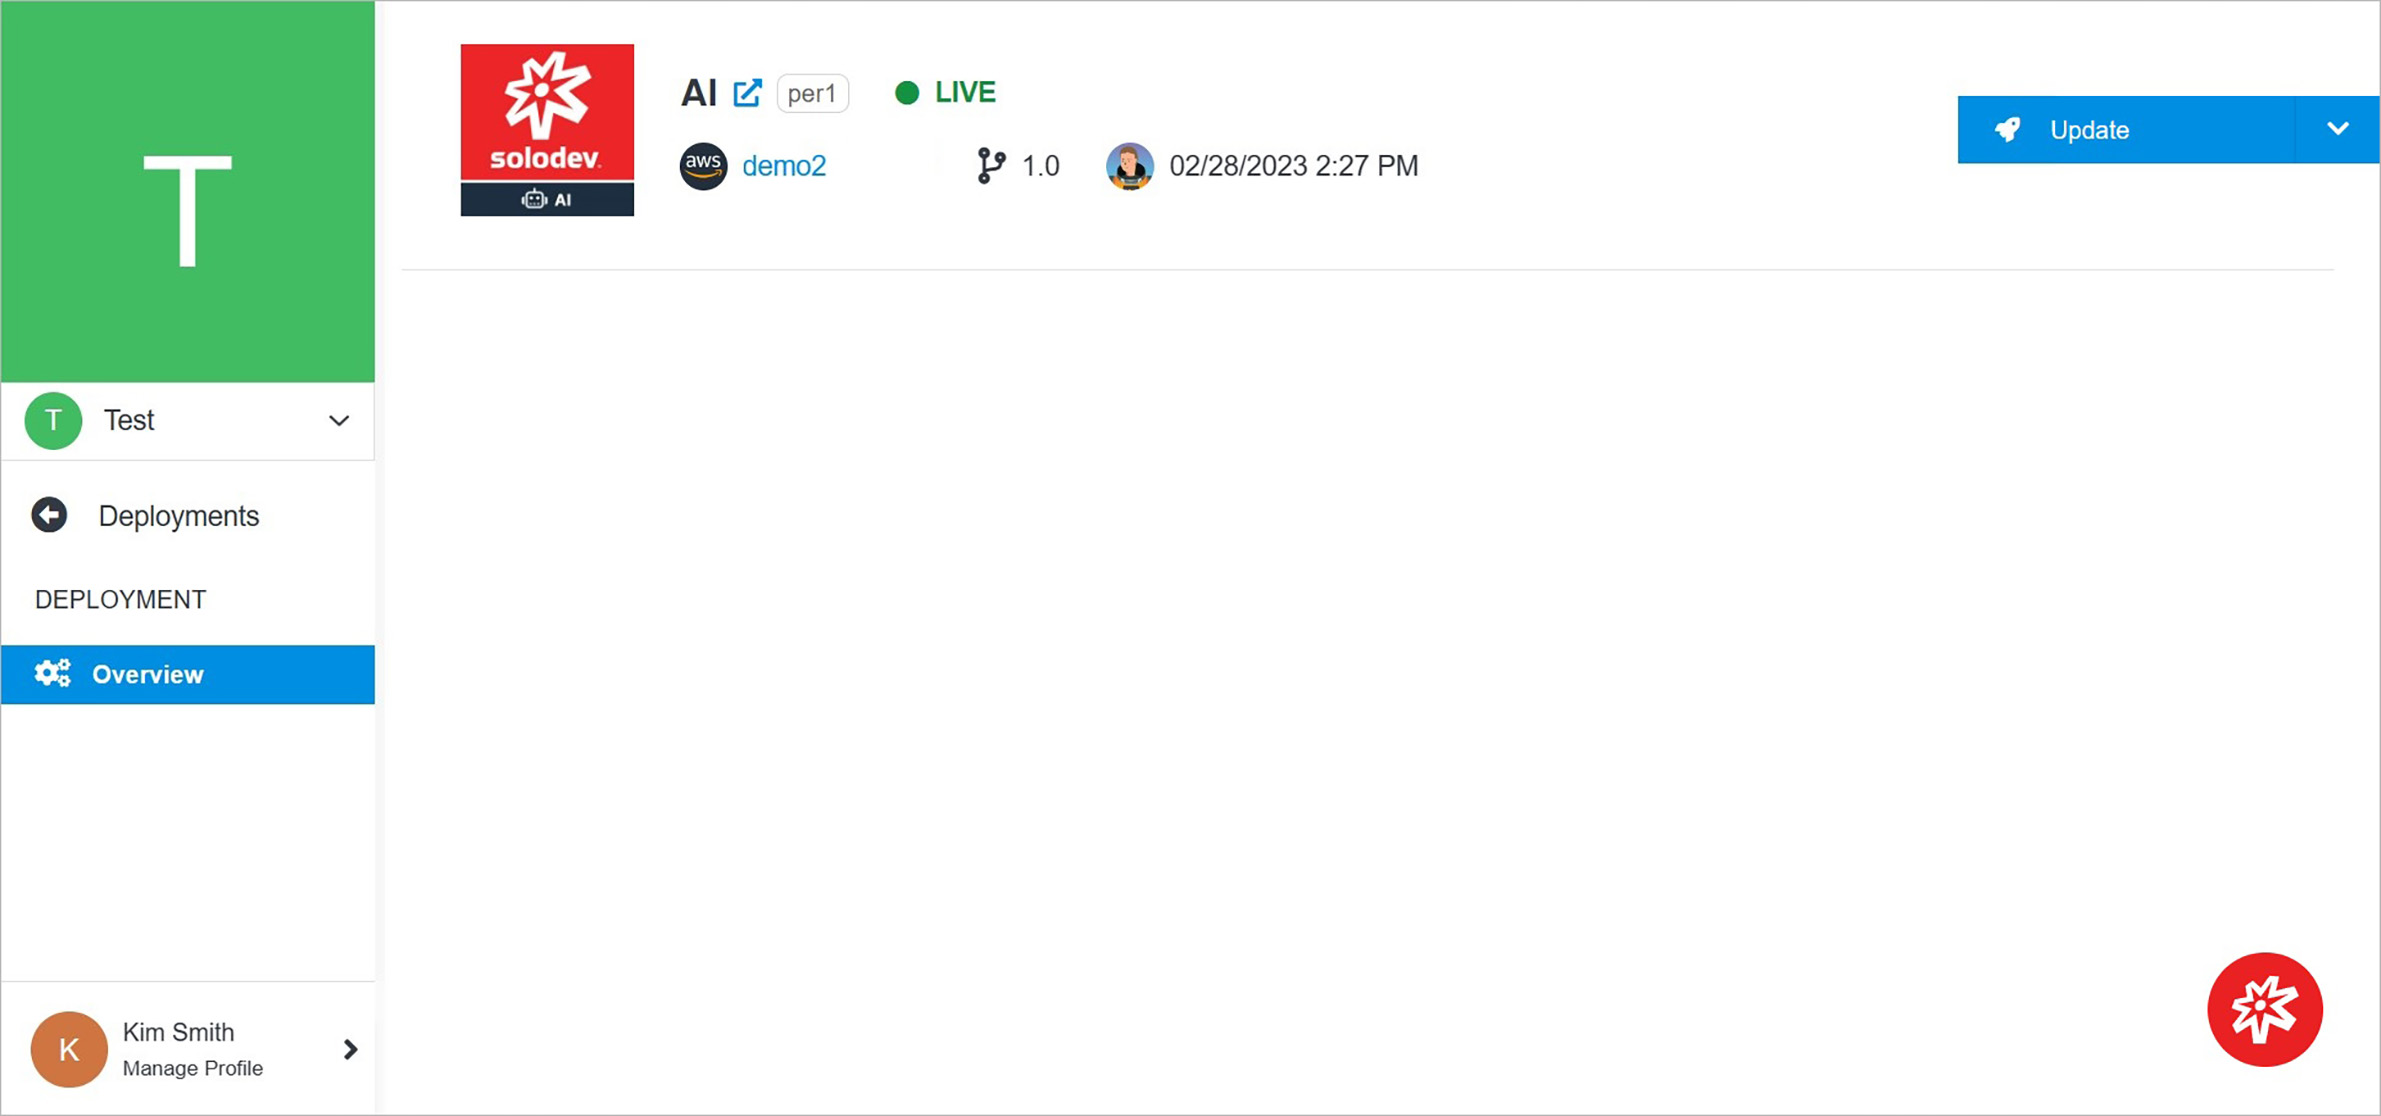 T
T Test
Deployments
DEPLOYMENT
Overview
K Kim Smith
Manage Profile
solodev.
AI
AI per1 LIVE
aws demo2 1.0 02/28/2023 2:27 PM
Update